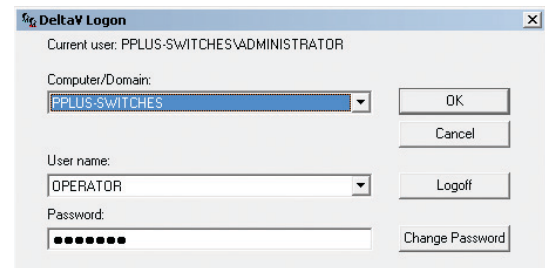 DeltaV Logon
Current user: PPLUS-SWITCHES\ADMINISTRATOR
Computer/Domain:
PPLUS-SWITCHES
OK
Cancel
User name:
OPERATOR
Logoff
Password:
●●●●●●●
Change Password